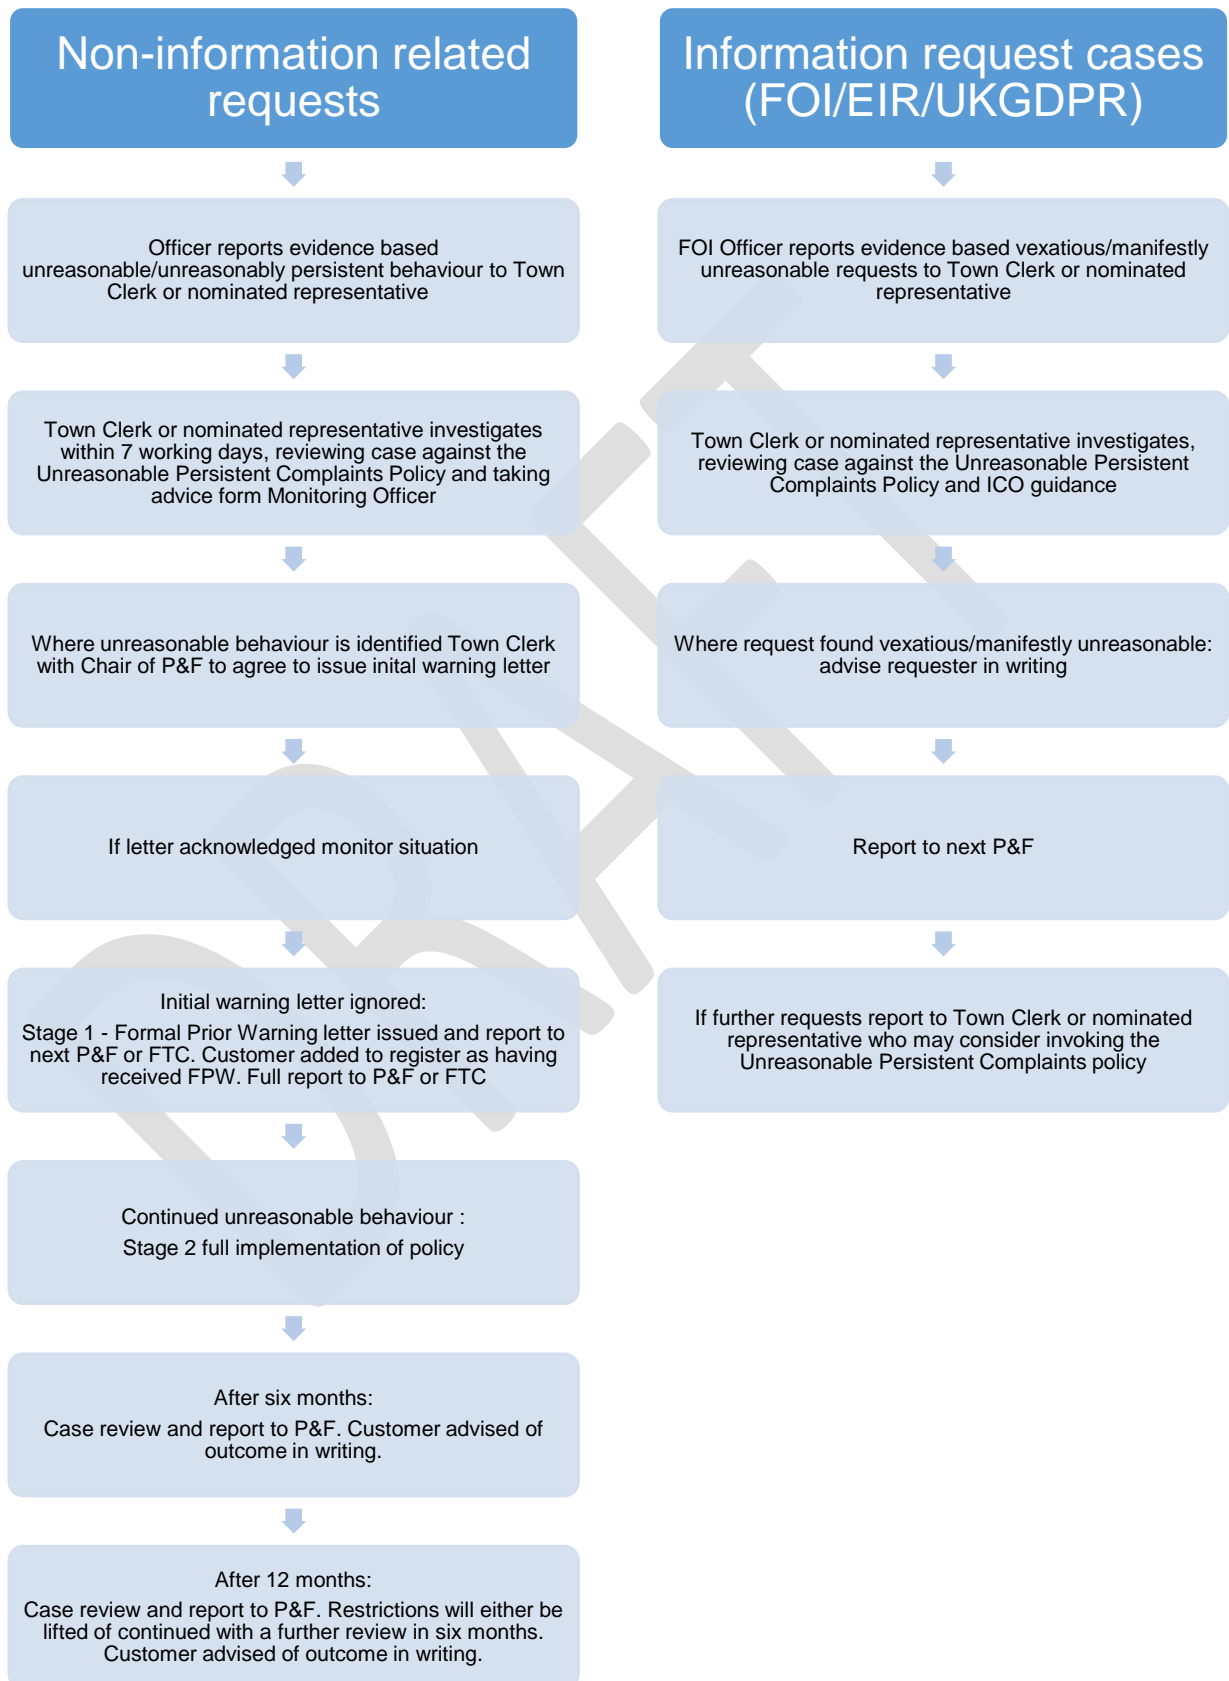 Non-information related
requests
Officer reports evidence based
unreasonable/unreasonably persistent behaviour to Town
Clerk or nominated representative
Town Clerk or nominated representative investigates
within 7 working days, reviewing case against the
Unreasonable Persistent Complaints Policy and taking
advice form Monitoring Officer
Where unreasonable behaviour is identified Town Clerk
with Chair of P&F to agree to issue inital warning letter
If letter acknowledged monitor situation
Initial warning letter ignored:
Stage 1 - Formal Prior Warning letter issued and report to
next P&F or FTC. Customer added to register as having
received FPW. Full report to P&F or FTC
Continued unreasonable behaviour :
Stage 2 full implementation of policy
After six months:
Case review and report to P&F. Customer advised of
outcome in writing.
After 12 months:
Case review and report to P&F. Restrictions will either be
lifted of continued with a further review in six months.
Customer advised of outcome in writing.
Information request cases
(FOI/EIR/UKGDPR)
FOI Officer reports evidence based vexatious/manifestly
unreasonable requests to Town Clerk or nominated
representative
Town Clerk or nominated representative investigates,
reviewing case against the Unreasonable Persistent
Complaints Policy and ICO guidance
Where request found vexatious/manifestly unreasonable:
advise requester in writing
Report to next P&F
If further requests report to Town Clerk or nominated
representative who may consider invoking the
Unreasonable Persistent Complaints policy
DRAFT